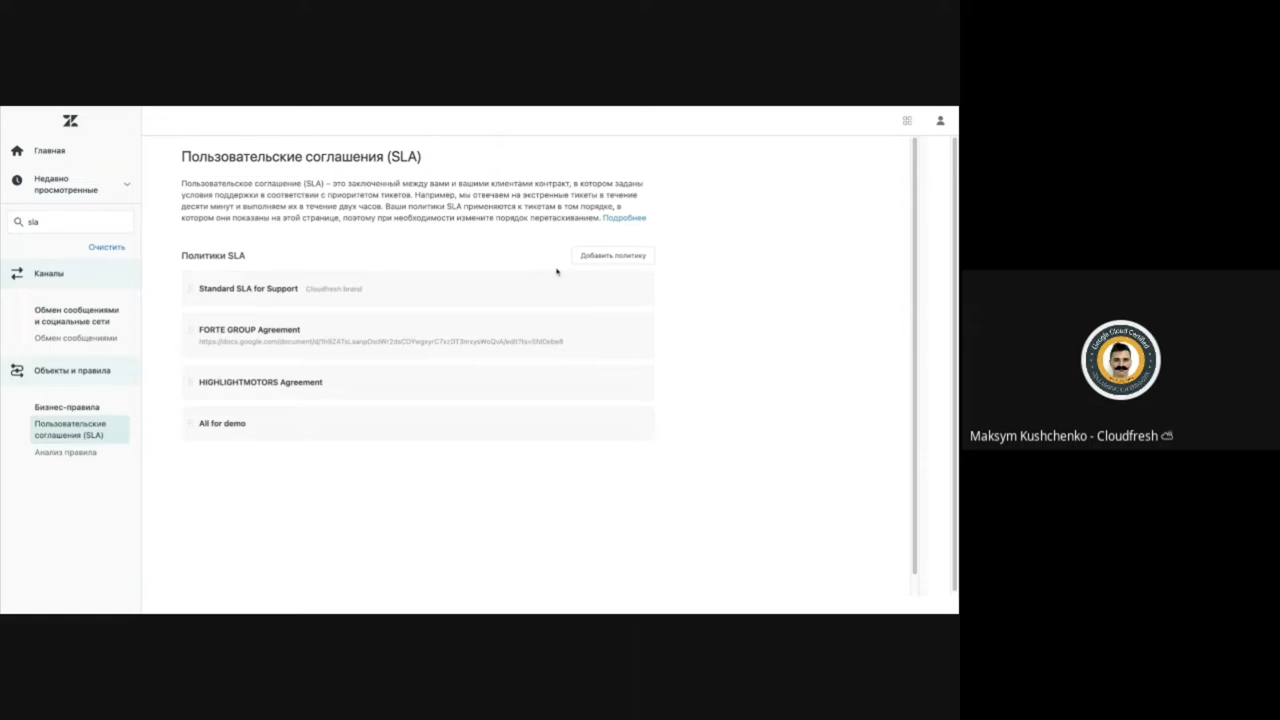 Главная
Недавно
просмотренные
sla
Очистить
Каналы
Обмен сообщениями
и социальные сети
Обмен сообщениями
Объекты и правила
Бизнес-правила
Пользовательские
соглашения (SLA)
Анализ правила
Пользовательские соглашения (SLA)
Пользовательское соглашение (SLA) – это заключенный между вами и вашими клиентами контракт, в котором заданы
условия поддержки в соответствии с приоритетом тикетов. Например, мы отвечаем на экстренные тикеты в течение
десяти минут и выполняем их в течение двух часов. Ваши политики SLA применяются к тикетам в том порядке, в
котором они показаны на этой странице, поэтому при необходимости измените порядок перетаскиванием. Подробнее
Политики SLA
Добавить политику
Standard SLA for Support Cloudfresh brand
FORTE GROUP Agreement
HIGHLIGHTMOTORS Agreement
All for demo
Google Cloud Certified
Maksym Kushchenko - Cloudfresh